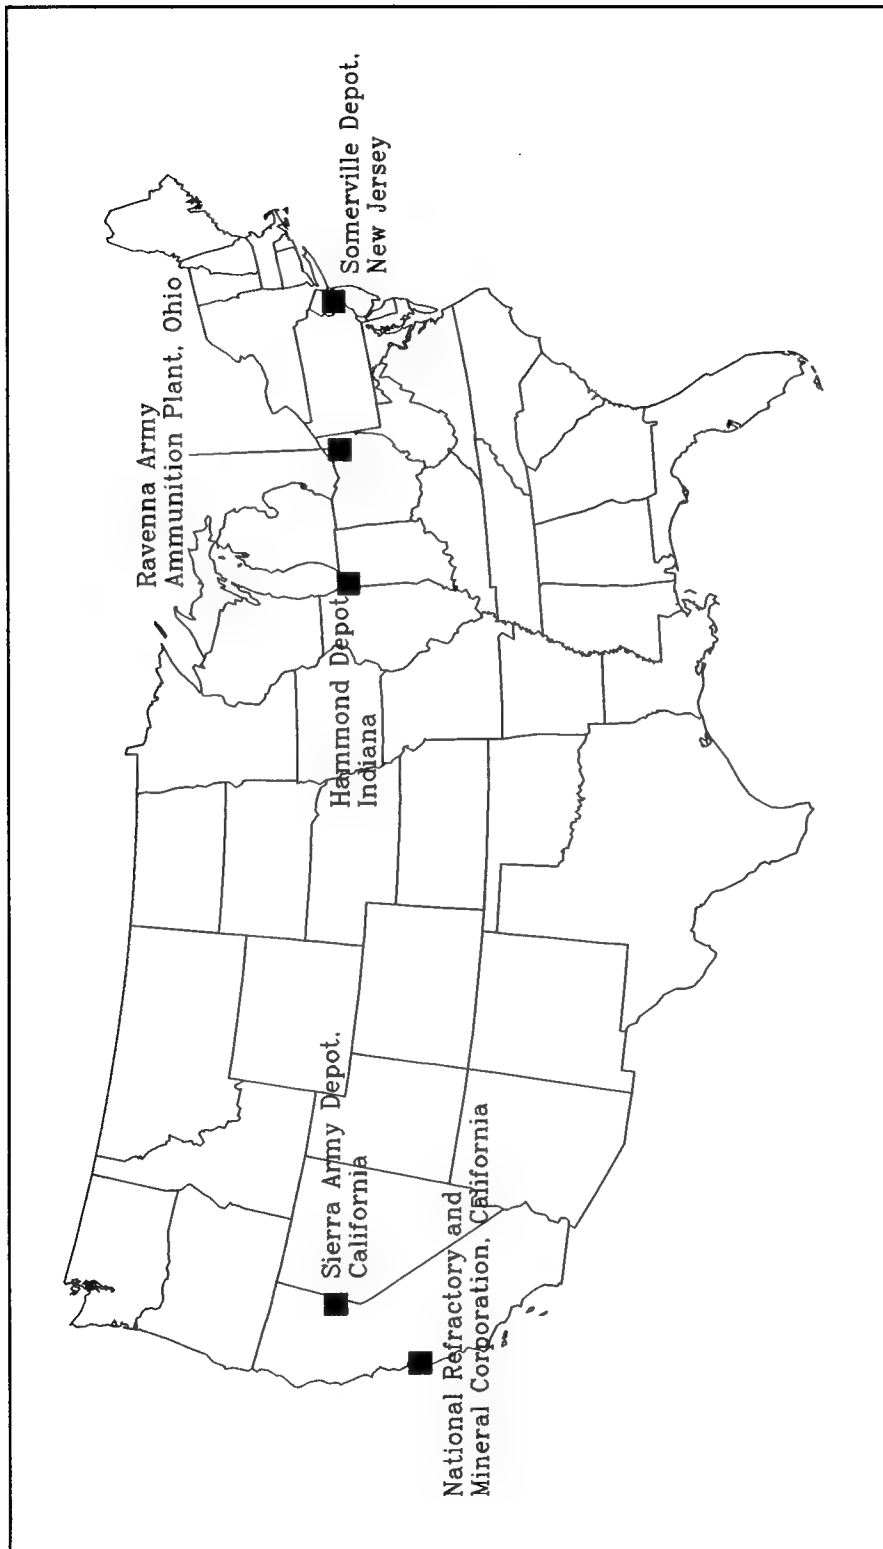 Ravenna Army
Ammunition Plant, Ohio
Somerville Depot,
New Jersey
Hammond Depot
Indiana
Sierra Army Depot,
California
National Refractory and
Mineral Corporation, California